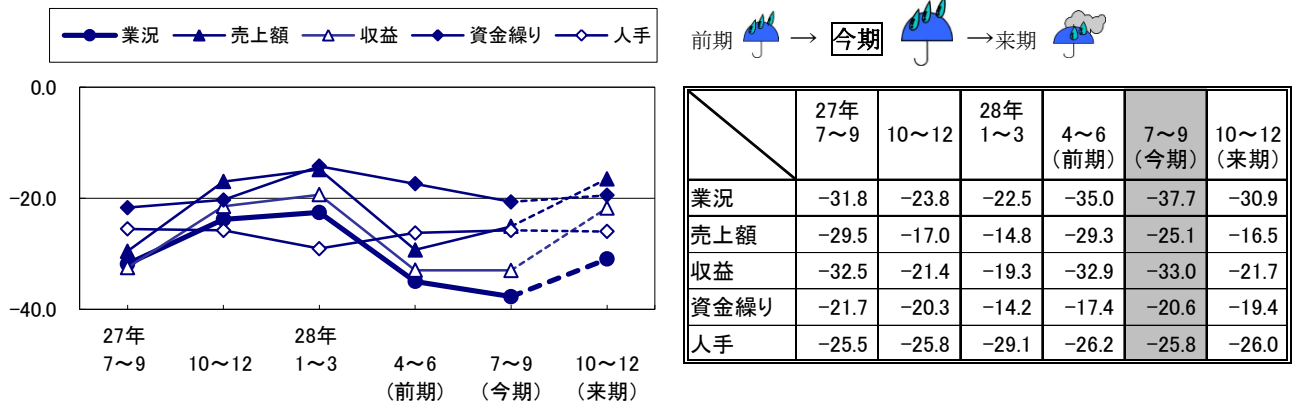 業況 売上額 収益 資金繰り 人手
前期 → 今期 →来期
0.0
−20.0
−40.0
27年 28年
7～9 10～12 1～3 4～6 7～9 10～12
(前期) (今期) (来期)
27年 28年
7～9 10～12 1～3 4～6 7～9 10～12
(前期) (今期) (来期)
業況 −31.8 −23.8 −22.5 −35.0 −37.7 −30.9
売上額 −29.5 −17.0 −14.8 −29.3 −25.1 −16.5
収益 −32.5 −21.4 −19.3 −32.9 −33.0 −21.7
資金繰り −21.7 −20.3 −14.2 −17.4 −20.6 −19.4
人手 −25.5 −25.8 −29.1 −26.2 −25.8 −26.0